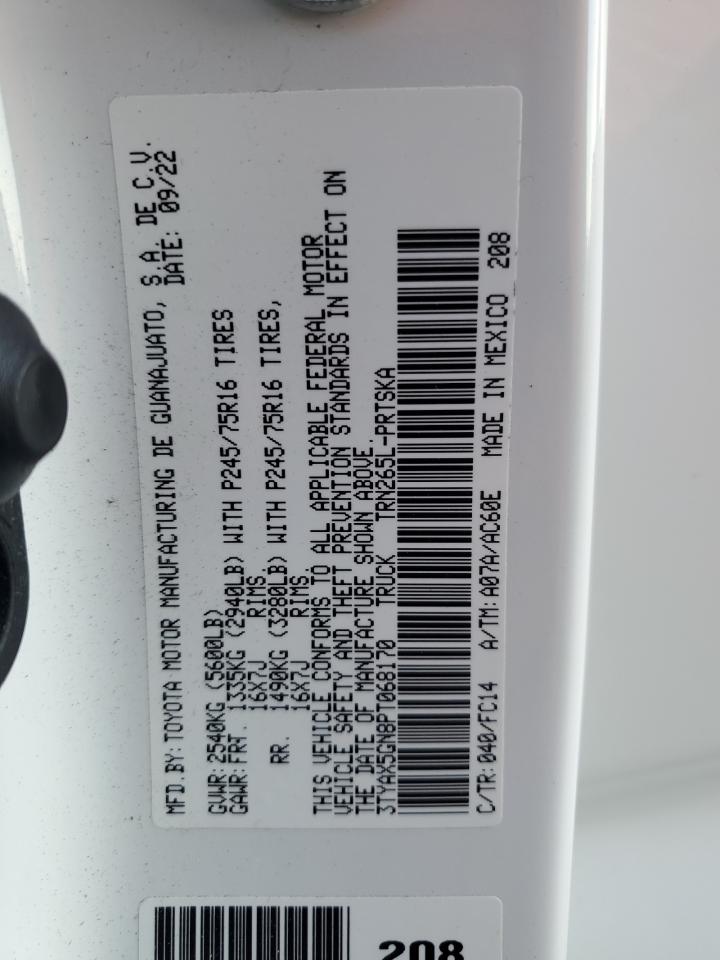 MFD.BY:TOYOTA MOTOR MANUFACTURING DE GUANAJUATO, S.A. DE C.V.
DATE: 09/22
GVWR:2540KG (5600LB)
GAWR:FRT. 1335KG (2940LB) WITH P245/75R16 TIRES
16X7J RIMS.
RR. 1490KG (3280LB) WITH P245/75R16 TIRES,
16X7J RIMS.
THIS VEHICLE CONFORMS TO ALL APPLICABLE FEDERAL MOTOR
VEHICLE SAFETY AND THEFT PREVENTION STANDARDS IN EFFECT ON
THE DATE OF MANUFACTURE SHOWN ABOVE.
3TYAX5GN8PT068170 TRUCK TRN265L-PRTSKA
C/TR:040/FC14 A/TM:A07A/AC60E MADE IN MEXICO 208
208